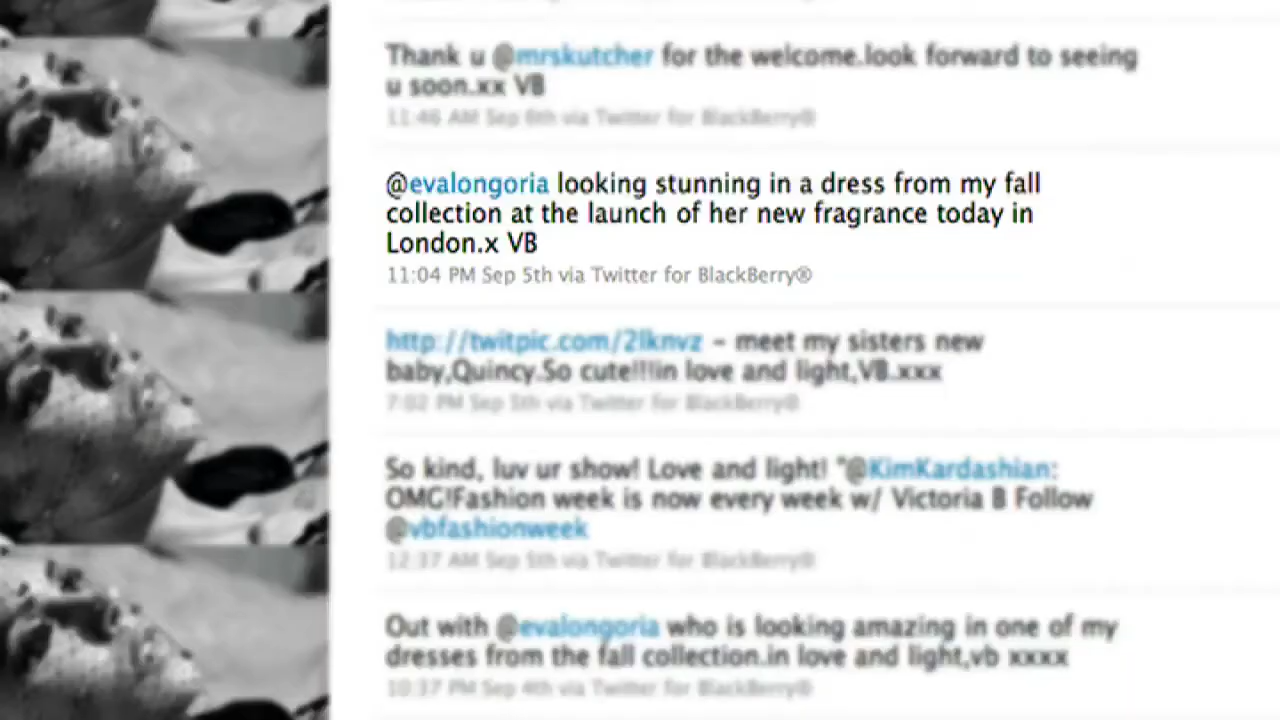 Thank u @mrskutcher for the welcome.look forward to seeing
u soon.xx VB
11:46 AM Sep 6th via Twitter for BlackBerry®
@evalongoria looking stunning in a dress from my fall
collection at the launch of her new fragrance today in
London.x VB
11:04 PM Sep 5th via Twitter for BlackBerry®
http://twitpic.com/2lknvz - meet my sisters new
baby,Quincy.So cute!!!in love and light,VB.xxx
7:02 PM Sep 5th via Twitter for BlackBerry®
So kind, luv ur show! Love and light! "@KimKardashian:
OMG!Fashion week is now every week w/ Victoria B Follow
@vbfashionweek
12:37 AM Sep 5th via Twitter for BlackBerry®
Out with @evalongoria who is looking amazing in one of my
dresses from the fall collection.in love and light,vb xxxx
10:37 PM Sep 4th via Twitter for BlackBerry®